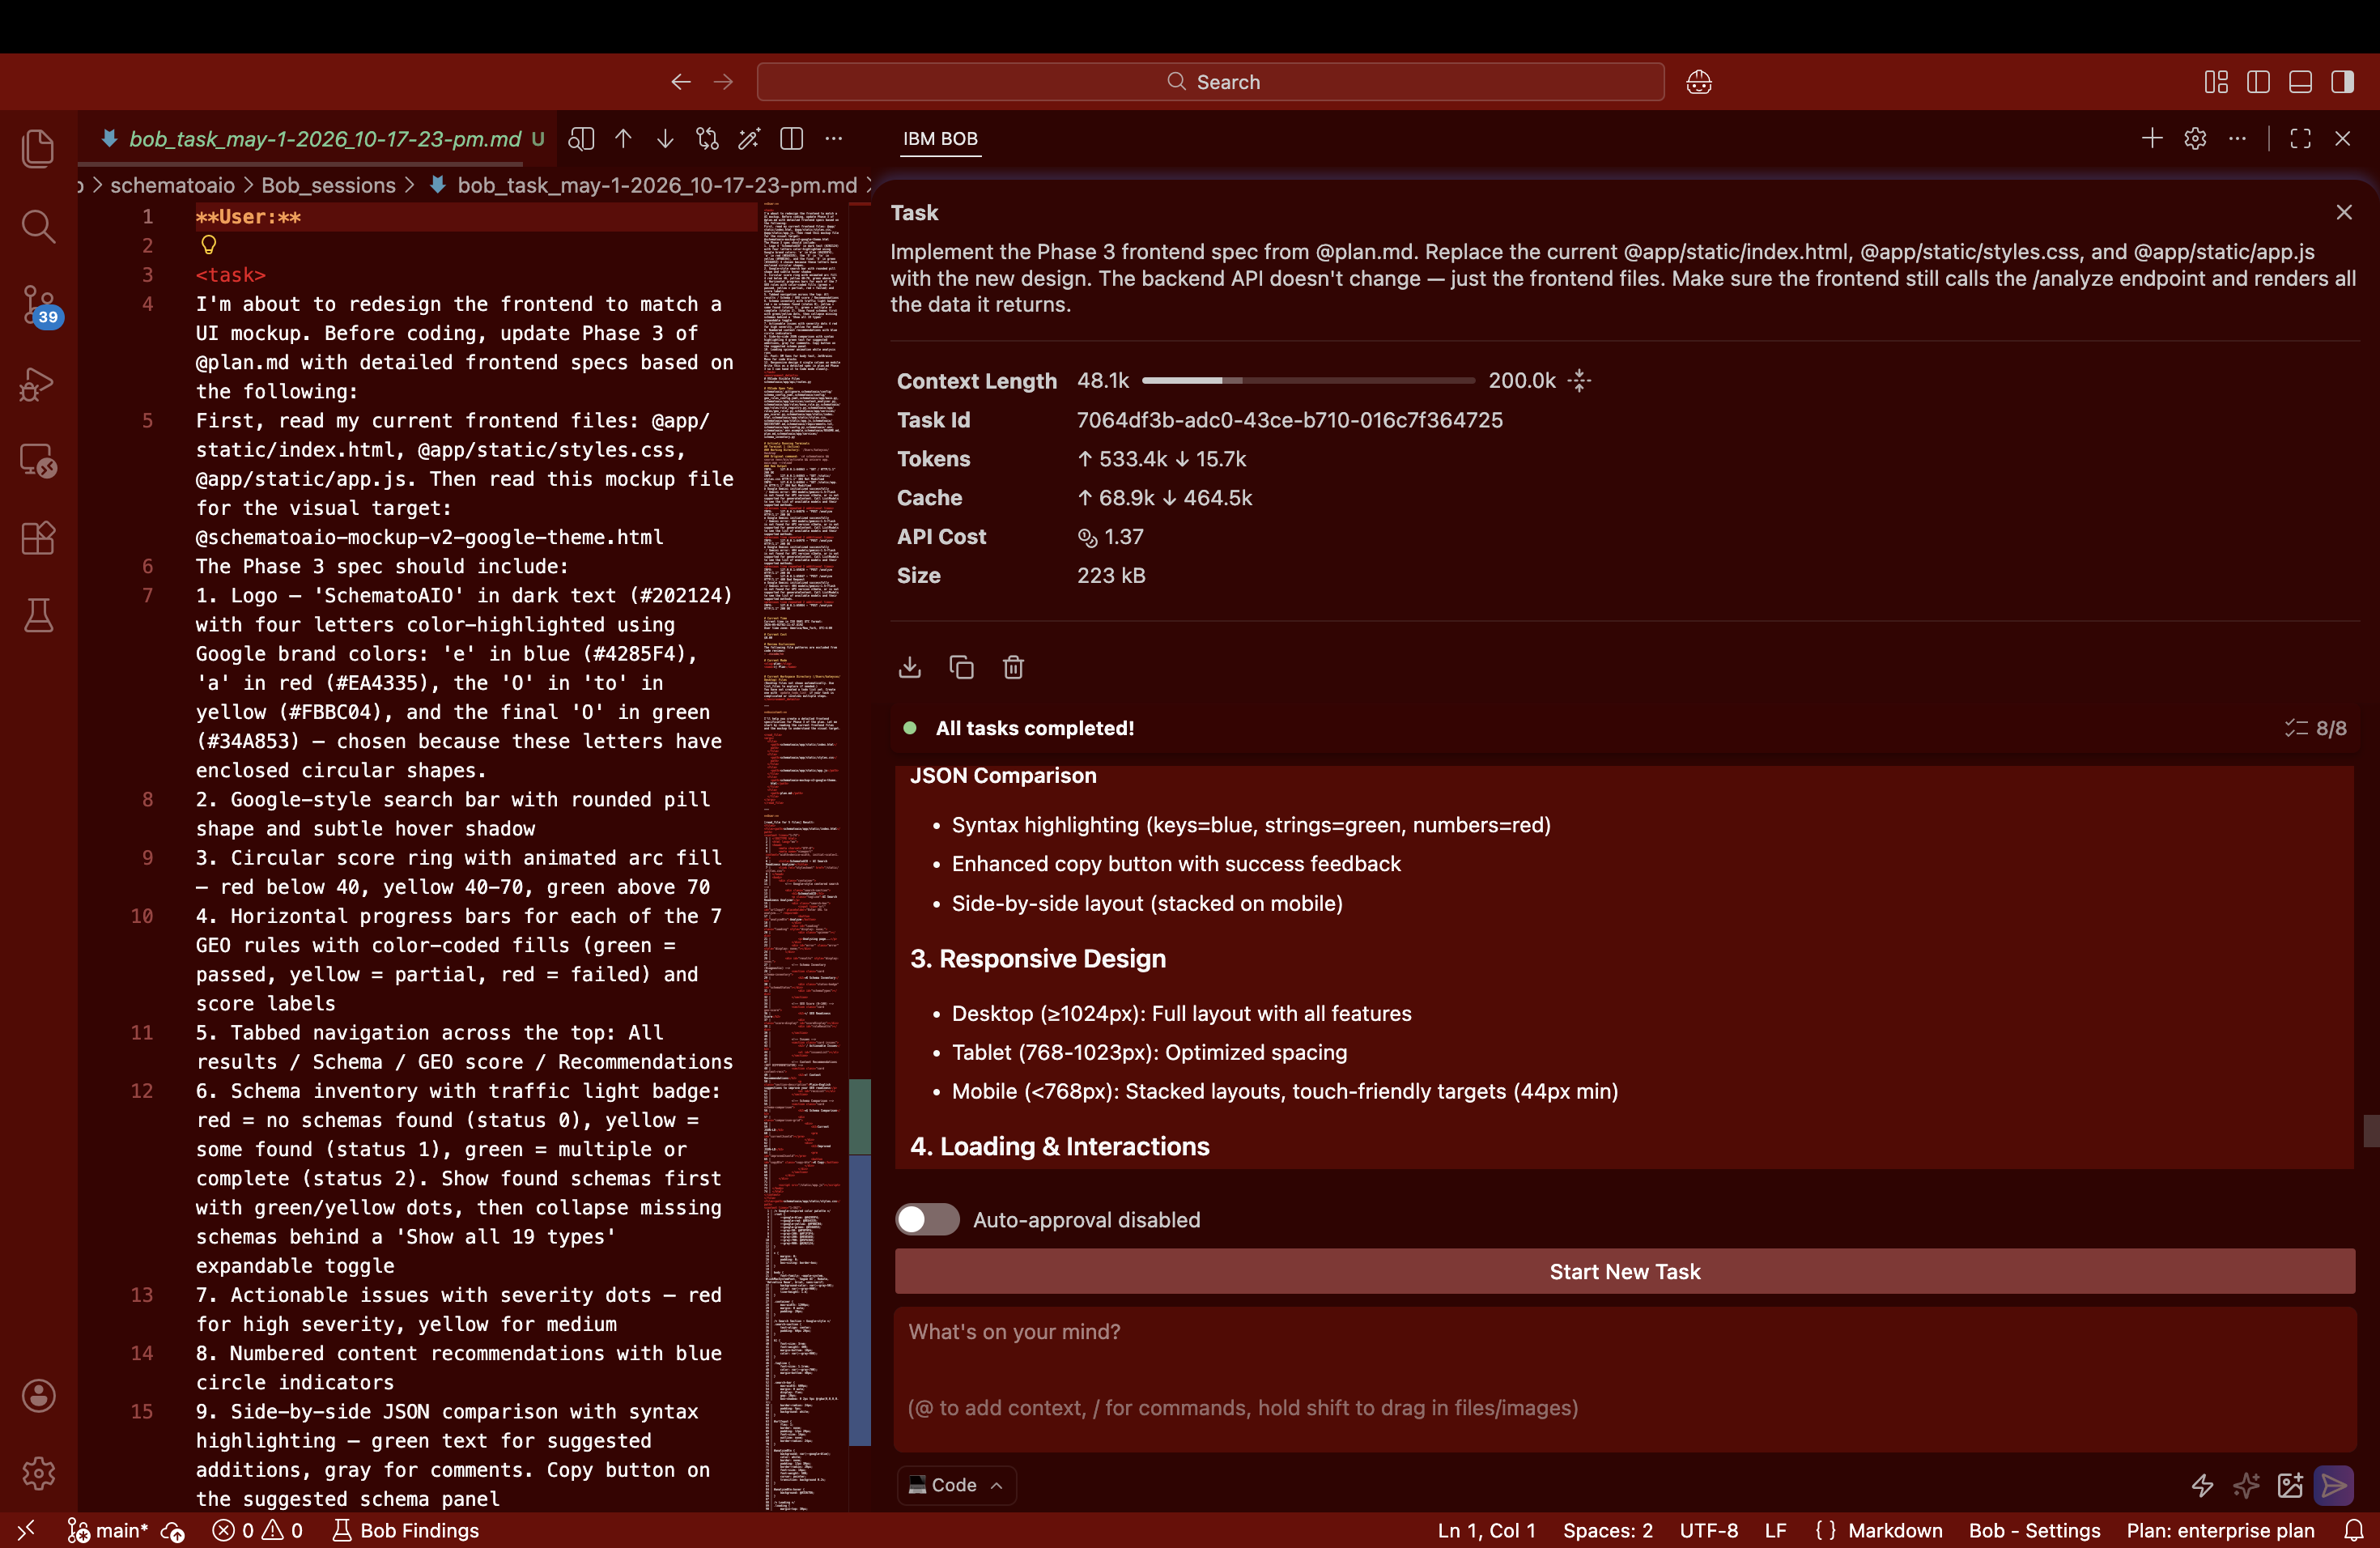 Search
bob_task_may-1-2026_10-17-23-pm.md U
IBM BOB
schematoaio > Bob_sessions > bob_task_may-1-2026_10-17-23-pm.md
39
1 **User:**
2
3 <task>
4 I'm about to redesign the frontend to match a
UI mockup. Before coding, update Phase 3 of
@plan.md with detailed frontend specs based on
the following:
5 First, read my current frontend files: @app/
static/index.html, @app/static/styles.css,
@app/static/app.js. Then read this mockup file
for the visual target:
@schematoaio-mockup-v2-google-theme.html
6 The Phase 3 spec should include:
7 1. Logo — 'SchematoAIO' in dark text (#202124)
with four letters color-highlighted using
Google brand colors: 'e' in blue (#4285F4),
'a' in red (#EA4335), the 'O' in 'to' in
yellow (#FBBC04), and the final 'O' in green
(#34A853) — chosen because these letters have
enclosed circular shapes.
8 2. Google-style search bar with rounded pill
shape and subtle hover shadow
9 3. Circular score ring with animated arc fill
— red below 40, yellow 40-70, green above 70
10 4. Horizontal progress bars for each of the 7
GEO rules with color-coded fills (green =
passed, yellow = partial, red = failed) and
score labels
11 5. Tabbed navigation across the top: All
results / Schema / GEO score / Recommendations
12 6. Schema inventory with traffic light badge:
red = no schemas found (status 0), yellow =
some found (status 1), green = multiple or
complete (status 2). Show found schemas first
with green/yellow dots, then collapse missing
schemas behind a 'Show all 19 types'
expandable toggle
13 7. Actionable issues with severity dots — red
for high severity, yellow for medium
14 8. Numbered content recommendations with blue
circle indicators
15 9. Side-by-side JSON comparison with syntax
highlighting — green text for suggested
additions, gray for comments. Copy button on
the suggested schema panel
Task
Implement the Phase 3 frontend spec from @plan.md. Replace the current @app/static/index.html, @app/static/styles.css, and @app/static/app.js
with the new design. The backend API doesn't change — just the frontend files. Make sure the frontend still calls the /analyze endpoint and renders all
the data it returns.
Context Length 48.1k 200.0k
Task Id 7064df3b-adc0-43ce-b710-016c7f364725
Tokens ↑ 533.4k ↓ 15.7k
Cache ↑ 68.9k ↓ 464.5k
API Cost 1.37
Size 223 kB
All tasks completed! 8/8
JSON Comparison
• Syntax highlighting (keys=blue, strings=green, numbers=red)
• Enhanced copy button with success feedback
• Side-by-side layout (stacked on mobile)
3. Responsive Design
• Desktop (≥1024px): Full layout with all features
• Tablet (768-1023px): Optimized spacing
• Mobile (<768px): Stacked layouts, touch-friendly targets (44px min)
4. Loading & Interactions
Auto-approval disabled
Start New Task
What's on your mind?
(@ to add context, / for commands, hold shift to drag in files/images)
Code
main* 0 0 Bob Findings Ln 1, Col 1 Spaces: 2 UTF-8 LF { } Markdown Bob - Settings Plan: enterprise plan